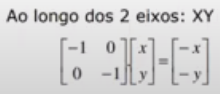 Ao longo dos 2 eixos: XY
[-1 0] [x] = [-x]
[0 -1] [y] = [-y]